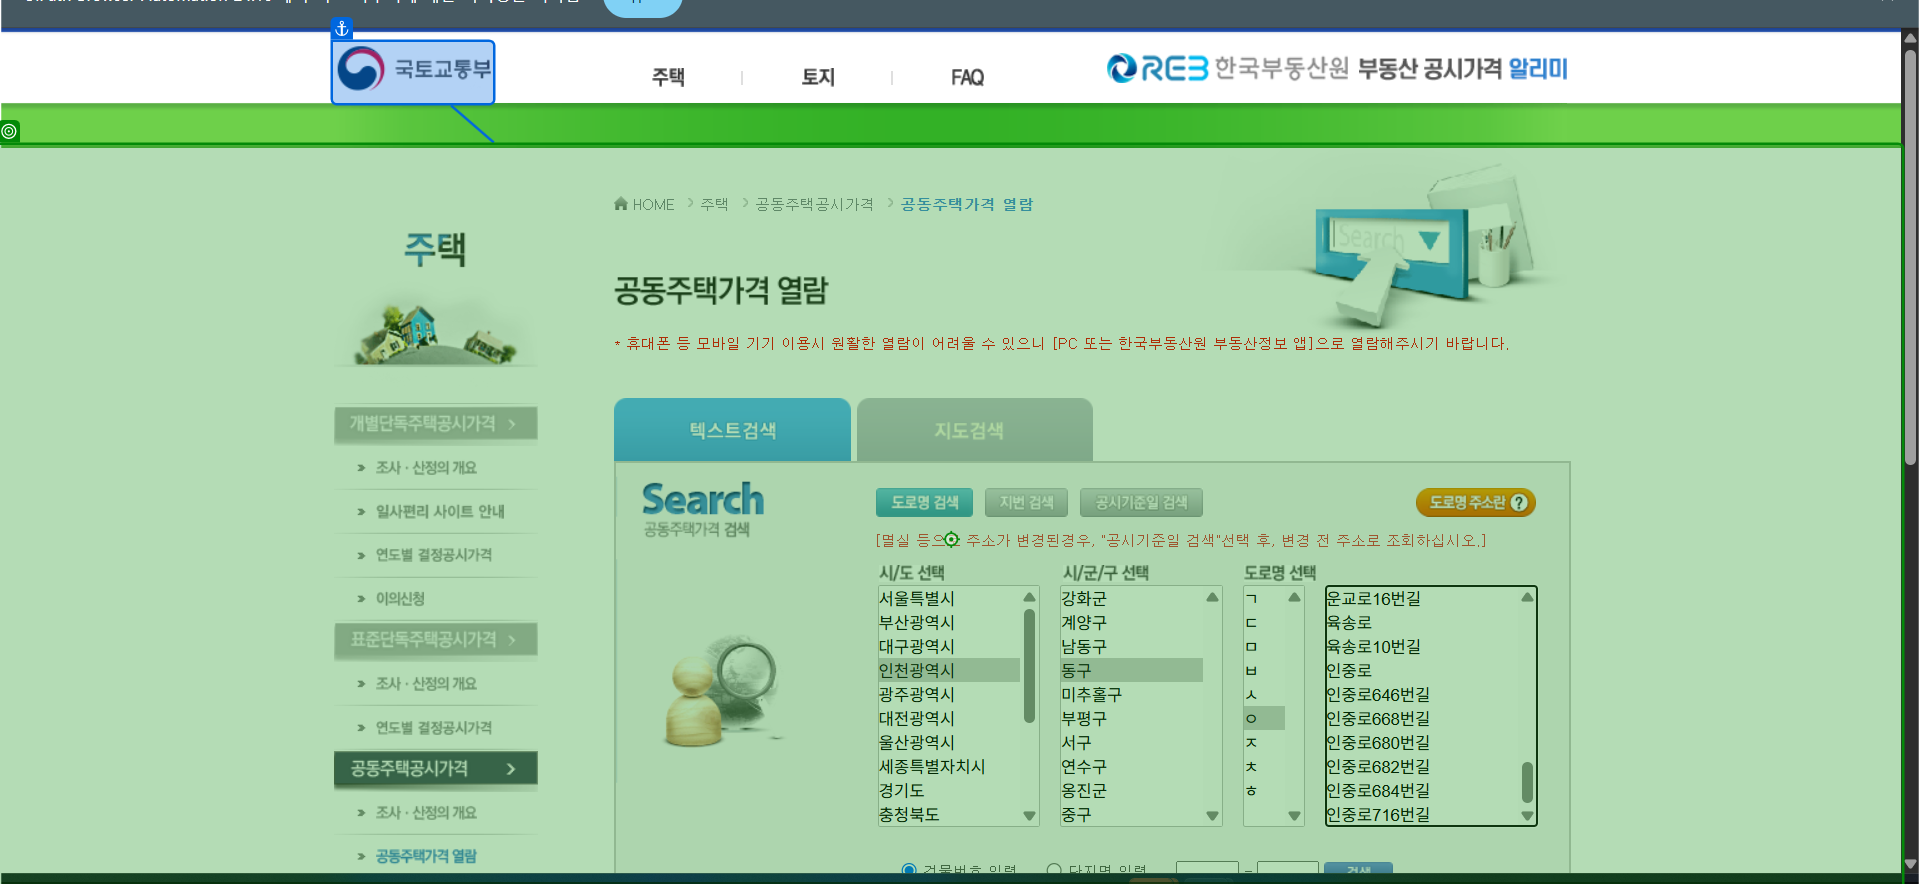 국토교통부
주택
토지
FAQ
REB 한국부동산원 부동산 공시가격 알리미
HOME
주택
공동주택공시가격
공동주택가격 열람
주택
공동주택가격 열람
* 휴대폰 등 모바일 기기 이용시 원활한 열람이 어려울 수 있으니 [PC 또는 한국부동산원 부동산정보 앱]으로 열람해주시기 바랍니다.
Search
개별단독주택공시가격
조사 · 산정의 개요
일사편리 사이트 안내
연도별 결정공시가격
이의신청
표준단독주택공시가격
조사 · 산정의 개요
연도별 결정공시가격
공동주택공시가격
조사 · 산정의 개요
공동주택가격 열람
텍스트검색
지도검색
Search
공동주택가격 검색
도로명 검색
지번 검색
공시기준일 검색
도로명 주소란 ?
[멸실 등으로 주소가 변경된경우, "공시기준일 검색"선택 후, 변경 전 주소로 조회하십시오.]
시/도 선택
서울특별시
부산광역시
대구광역시
인천광역시
광주광역시
대전광역시
울산광역시
세종특별자치시
경기도
충청북도
시/군/구 선택
강화군
계양구
남동구
동구
미추홀구
부평구
서구
연수구
옹진군
중구
도로명 선택
ㄱ
ㄷ
ㅁ
ㅂ
ㅅ
ㅇ
ㅈ
ㅊ
ㅎ
운교로16번길
육송로
육송로10번길
인중로
인중로646번길
인중로668번길
인중로680번길
인중로682번길
인중로684번길
인중로716번길
건물번호 입력
단지명 입력
–
검색